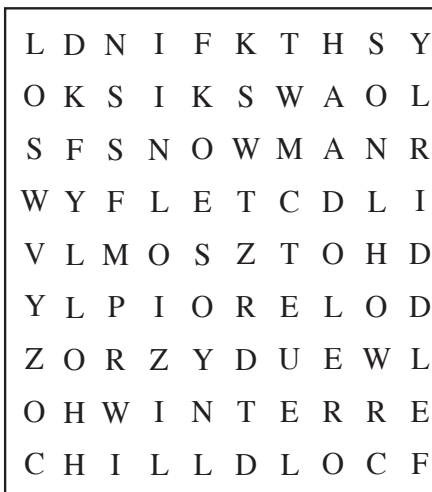 L D N I F K T H S Y
O K S I K S W A O L
S F S N O W M A N R
W Y F L E T C D L I
V L M O S Z T O H D
Y L P I O R E L O D
Z O R Z Y D U E W L
O H W I N T E R R E
C H I L L D L O C F